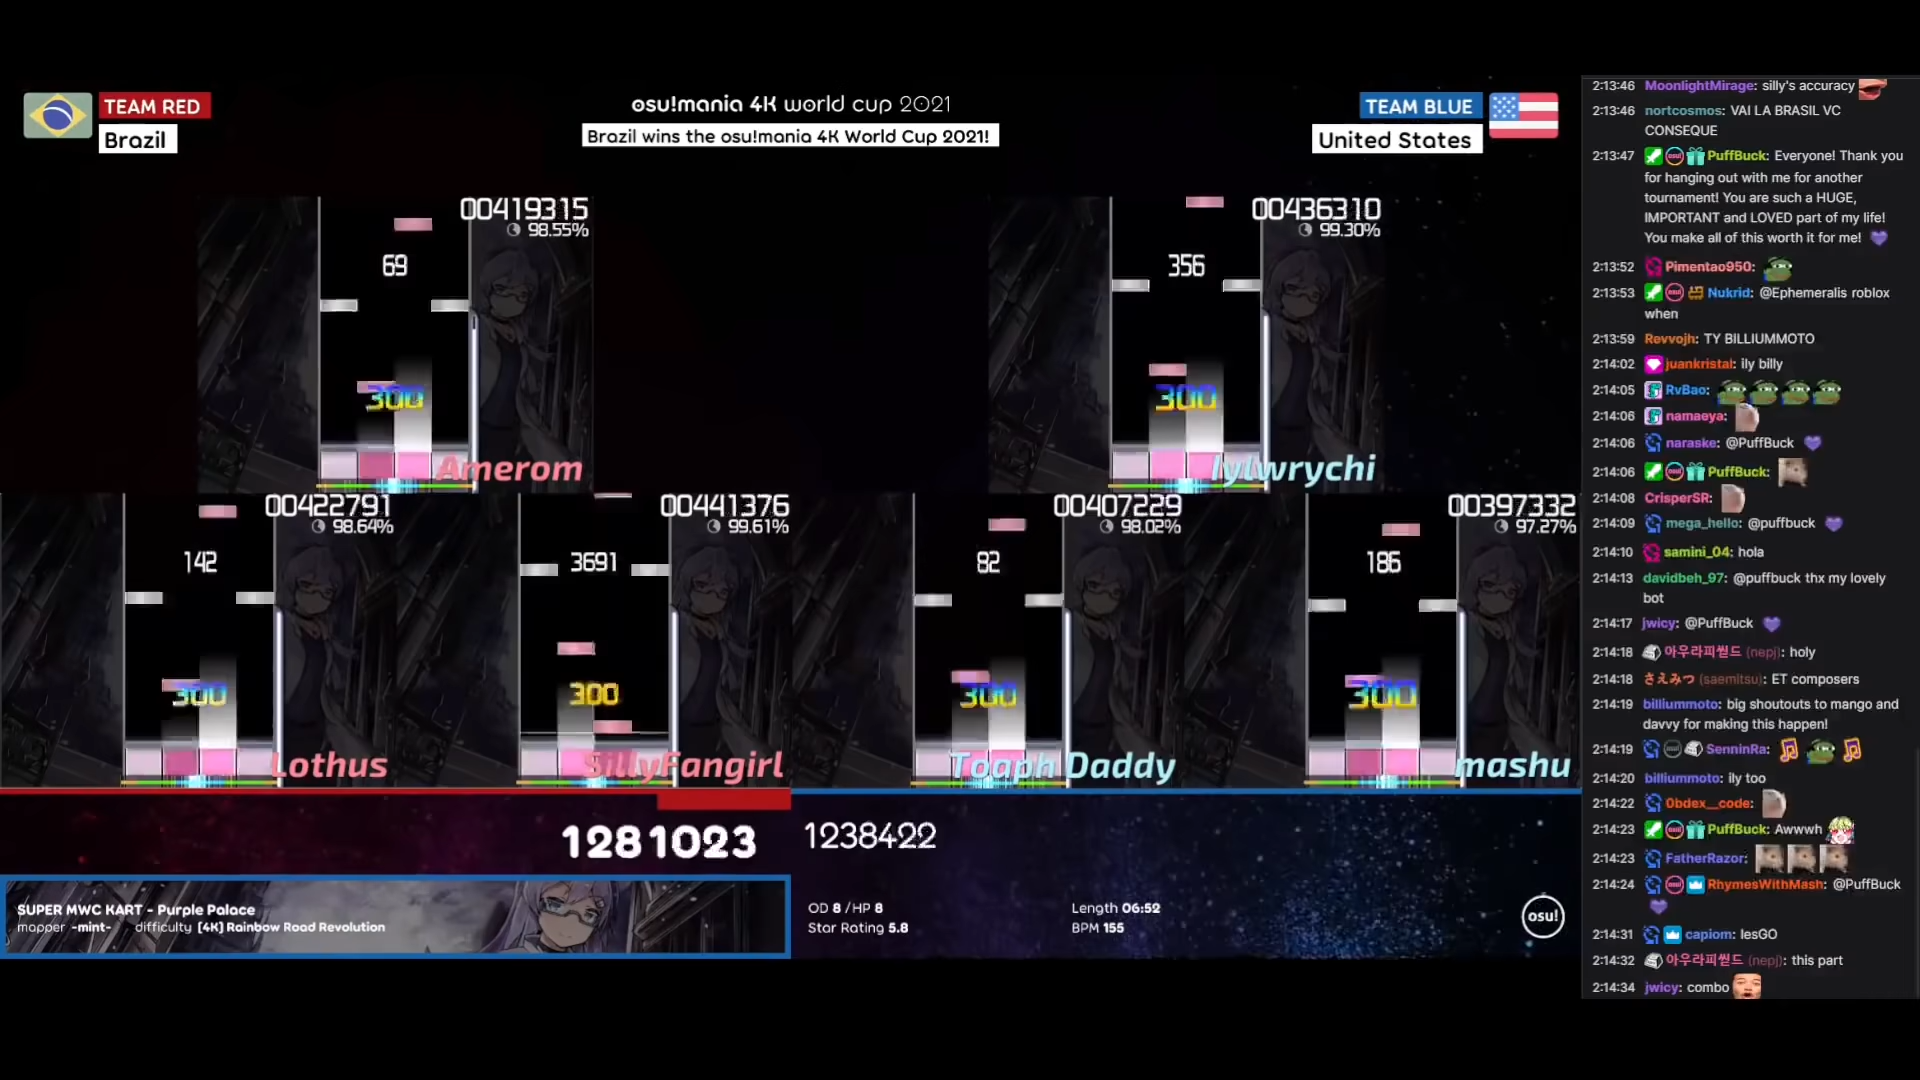 TEAM RED
Brazil
osu!mania 4K world cup 2021
Brazil wins the osu!mania 4K World Cup 2021!
TEAM BLUE
United States
00419315
98.55%
69
300
Amerom
00436310
99.30%
356
300
lylwrychi
00422791
98.64%
142
300
Lothus
00441376
99.61%
3691
300
SillyFangirl
00407229
98.02%
82
300
Toaph Daddy
00397332
97.27%
186
300
mashu
1281023
1238422
SUPER MWC KART - Purple Palace
mapper -mint- difficulty [4K] Rainbow Road Revolution
OD 8 / HP 8
Star Rating 5.8
Length 06:52
BPM 155
osu!
2:13:46 MoonlightMirage: silly's accuracy
2:13:46 nortcosmos: VAI LA BRASIL VC
CONSEQUE
2:13:47 PuffBuck: Everyone! Thank you
for hanging out with me for another
tournament! You are such a HUGE,
IMPORTANT and LOVED part of my life!
You make all of this worth it for me!
2:13:52 Pimentao950:
2:13:53 Nukrid: @Ephemeralis roblox
when
2:13:59 Revvojh: TY BILLIUMMOTO
2:14:02 juankristal: ily billy
2:14:05 RvBao:
2:14:06 namaeya:
2:14:06 naraske: @PuffBuck
2:14:06 PuffBuck:
2:14:08 CrisperSR:
2:14:09 mega_hello: @puffbuck
2:14:10 samini_04: hola
2:14:13 davidbeh_97: @puffbuck thx my lovely
bot
2:14:17 jwicy: @PuffBuck
2:14:18 아우라피씓드 (nepj): holy
2:14:18 さえみつ (saemitsu): ET composers
2:14:19 billiummoto: big shoutouts to mango and
davvy for making this happen!
2:14:19 SenninRa:
2:14:20 billiummoto: ily too
2:14:22 0bdex__code:
2:14:23 PuffBuck: Awwwh
2:14:23 FatherRazor:
2:14:24 RhymesWithMash: @PuffBuck
2:14:31 capiom: lesGO
2:14:32 아우라피씓드 (nepj): this part
2:14:34 jwicy: combo